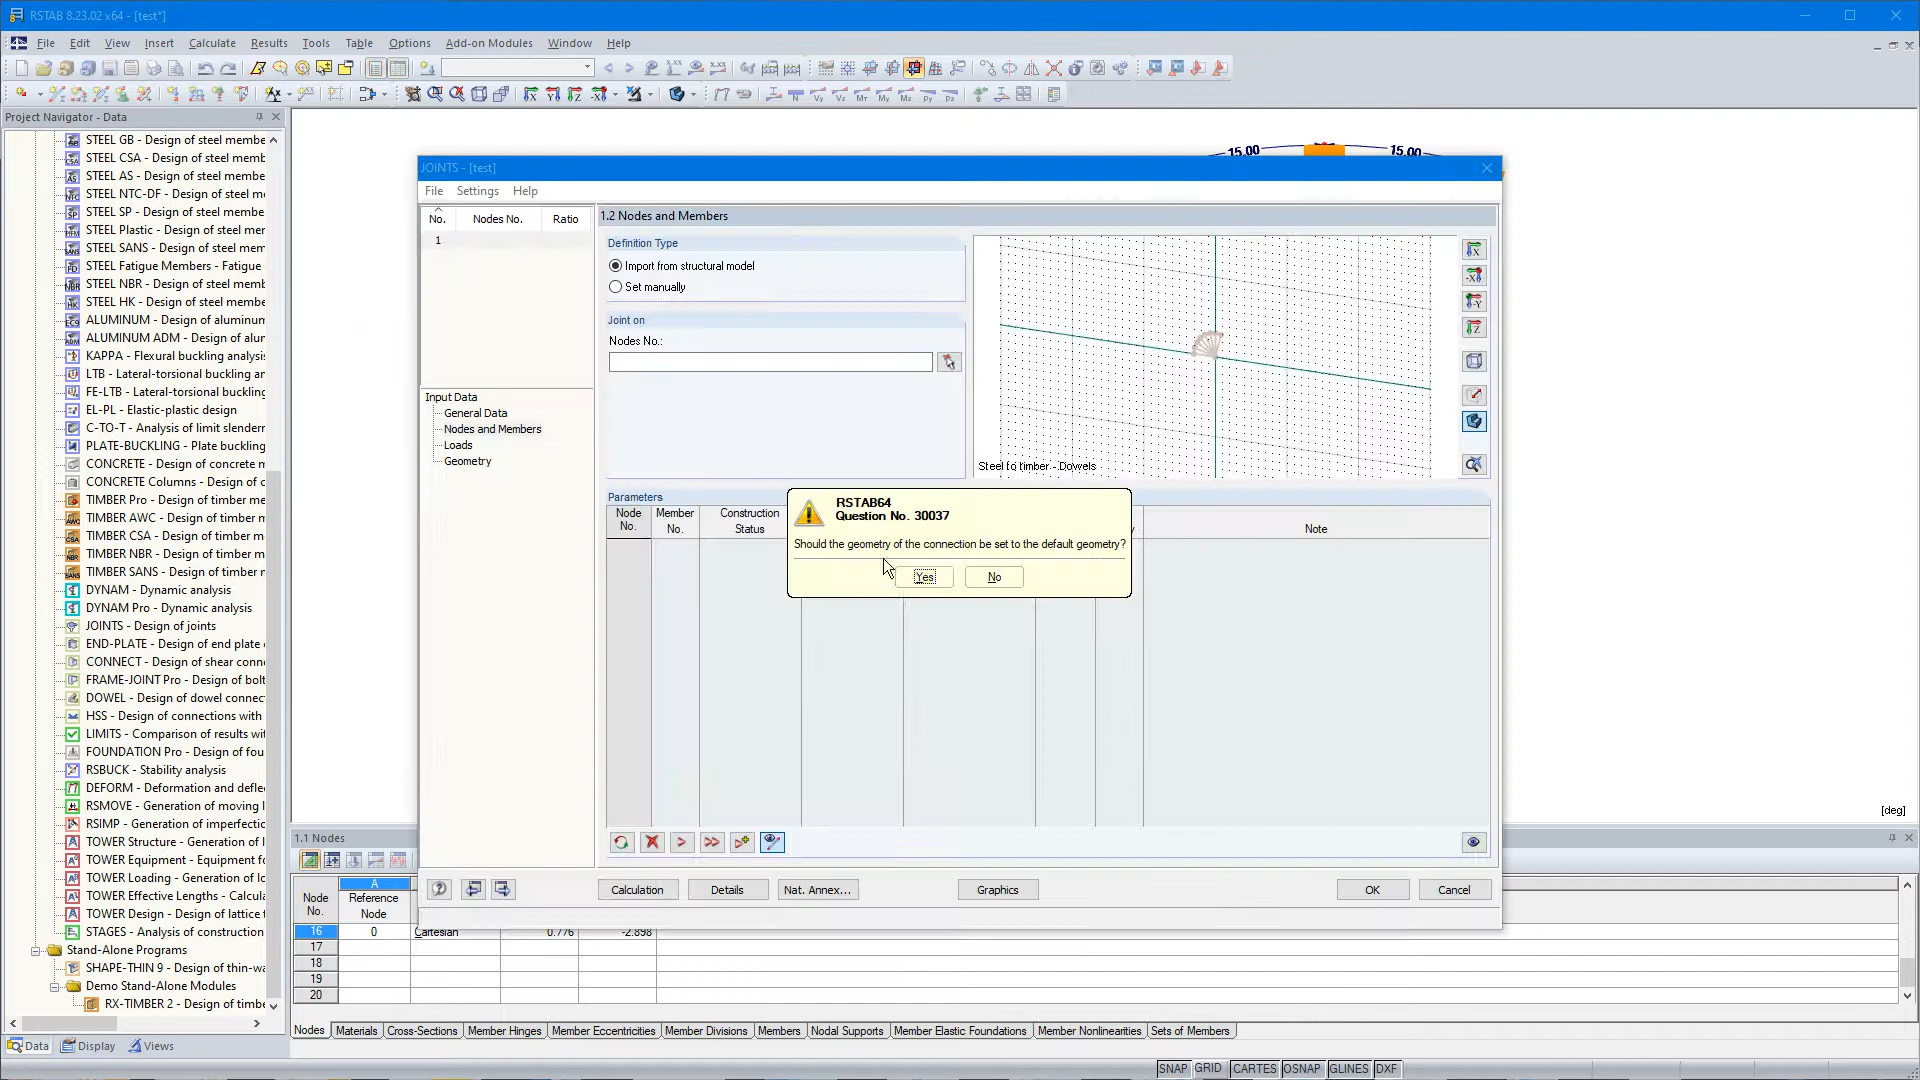 RSTAB 8.23.02 x64 - [test*]
File Edit View Insert Calculate Results Tools Table Options Add-on Modules Window Help
Project Navigator - Data
STEEL GB - Design of steel membe
STEEL CSA - Design of steel memb
STEEL AS - Design of steel membe
STEEL NTC-DF - Design of steel me
STEEL SP - Design of steel membe
STEEL Plastic - Design of steel mer
STEEL SANS - Design of steel mem
STEEL Fatigue Members - Fatigue
STEEL NBR - Design of steel memb
STEEL HK - Design of steel membe
ALUMINUM - Design of aluminum
ALUMINUM ADM - Design of alun
KAPPA - Flexural buckling analysis
LTB - Lateral-torsional buckling an
FE-LTB - Lateral-torsional buckling
EL-PL - Elastic-plastic design
C-TO-T - Analysis of limit slendern
PLATE-BUCKLING - Plate buckling
CONCRETE - Design of concrete m
CONCRETE Columns - Design of c
TIMBER Pro - Design of timber me
TIMBER AWC - Design of timber m
TIMBER CSA - Design of timber me
TIMBER NBR - Design of timber m
TIMBER SANS - Design of timber m
DYNAM - Dynamic analysis
DYNAM Pro - Dynamic analysis
JOINTS - Design of joints
END-PLATE - Design of end plate c
CONNECT - Design of shear conne
FRAME-JOINT Pro - Design of bolt
DOWEL - Design of dowel connec
HSS - Design of connections with
LIMITS - Comparison of results wit
FOUNDATION Pro - Design of fou
RSBUCK - Stability analysis
DEFORM - Deformation and defle
RSMOVE - Generation of moving l
RSIMP - Generation of imperfectio
TOWER Structure - Generation of l
TOWER Equipment - Equipment fo
TOWER Loading - Generation of lo
TOWER Effective Lengths - Calcula
TOWER Design - Design of lattice t
STAGES - Analysis of construction
Stand-Alone Programs
SHAPE-THIN 9 - Design of thin-wa
Demo Stand-Alone Modules
RX-TIMBER 2 - Design of timbe
Data Display Views
15.00 15.00
[deg]
JOINTS - [test]
File Settings Help
No. Nodes No. Ratio
1
Input Data
General Data
Nodes and Members
Loads
Geometry
1.2 Nodes and Members
Definition Type
Import from structural model
Set manually
Joint on
Nodes No.:
Steel to timber - Dowels
Parameters
Node No.
Member No.
Construction Status
Note
RSTAB64
Question No. 30037
Should the geometry of the connection be set to the default geometry?
Yes No
Calculation Details Nat. Annex... Graphics OK Cancel
1.1 Nodes
A
Node No.
Reference Node
16 0 Cartesian 0.776 -2.898
17
18
19
20
Nodes Materials Cross-Sections Member Hinges Member Eccentricities Member Divisions Members Nodal Supports Member Elastic Foundations Member Nonlinearities Sets of Members
SNAP GRID CARTES OSNAP GLINES DXF